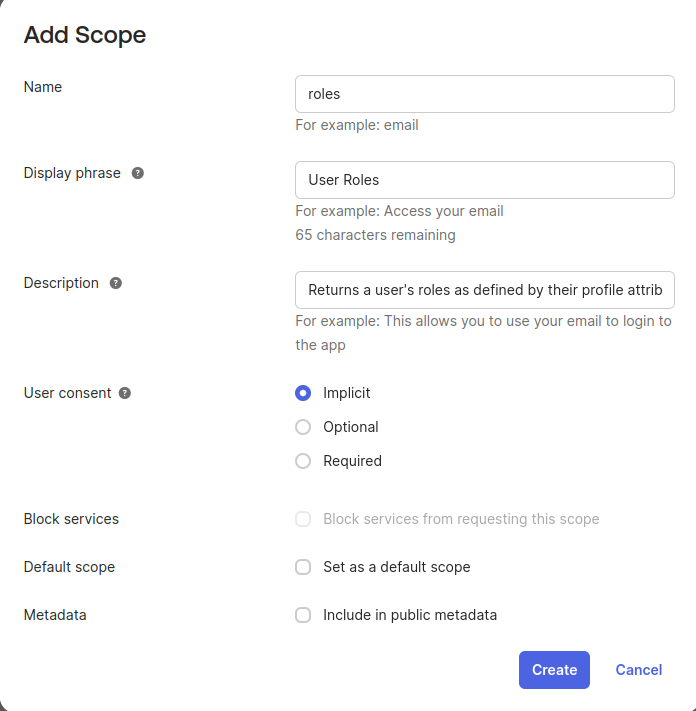 Add Scope
Name
roles
For example: email
Display phrase
User Roles
For example: Access your email
65 characters remaining
Description
Returns a user's roles as defined by their profile attrib
For example: This allows you to use your email to login to
the app
User consent
Implicit
Optional
Required
Block services
Block services from requesting this scope
Default scope
Set as a default scope
Metadata
Include in public metadata
Create
Cancel